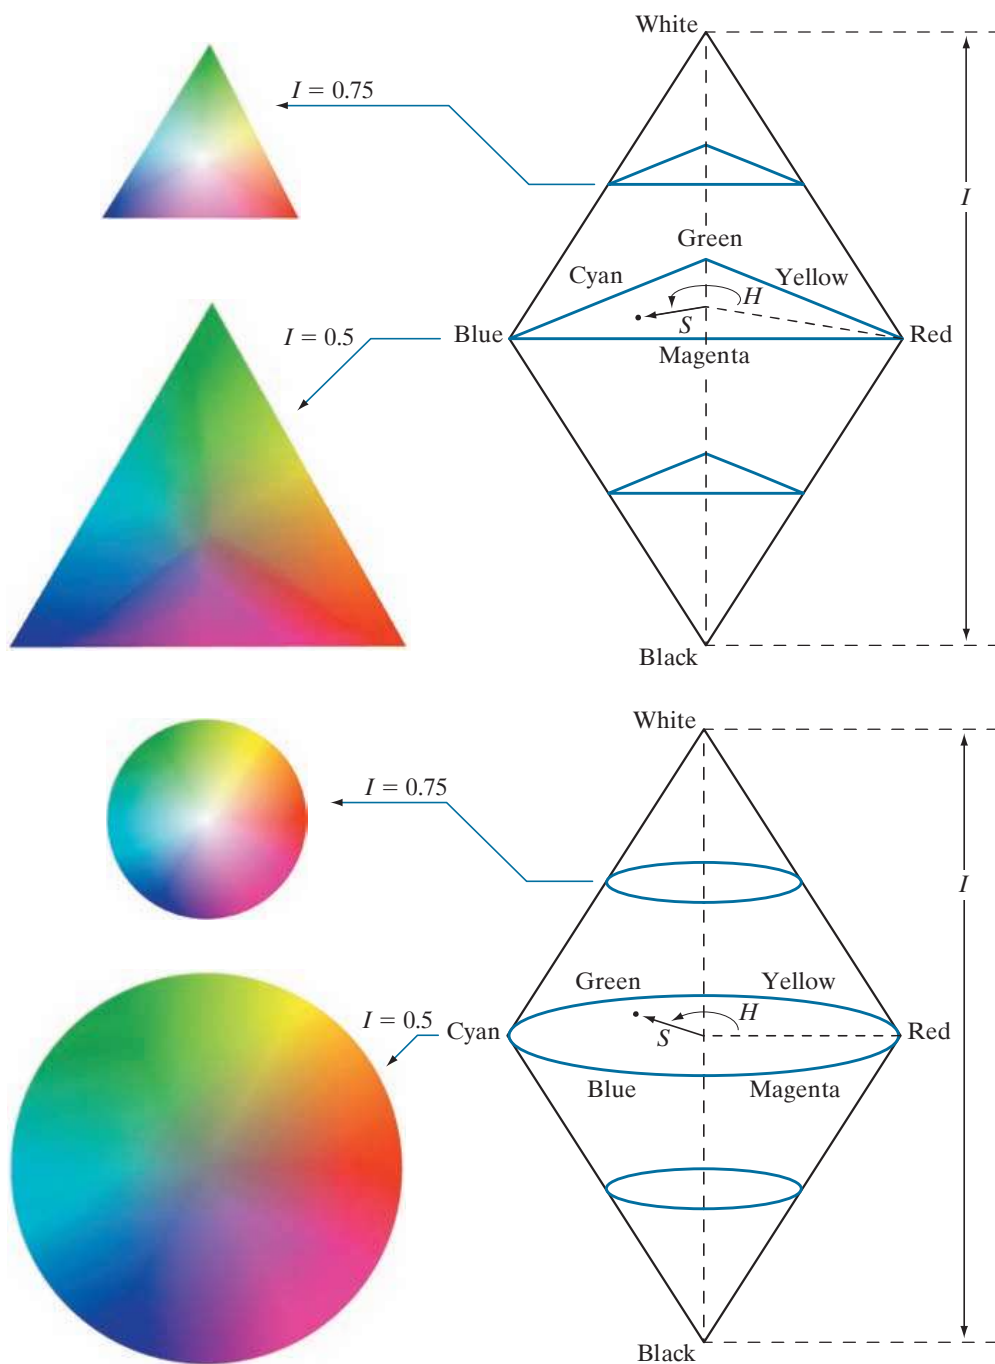 White
I = 0.75
I
Green
Cyan
Yellow
H
I = 0.5
Blue
S
Red
Magenta
Black
White
I = 0.75
I
Green
Yellow
H
I = 0.5
Cyan
S
Red
Blue
Magenta
Black